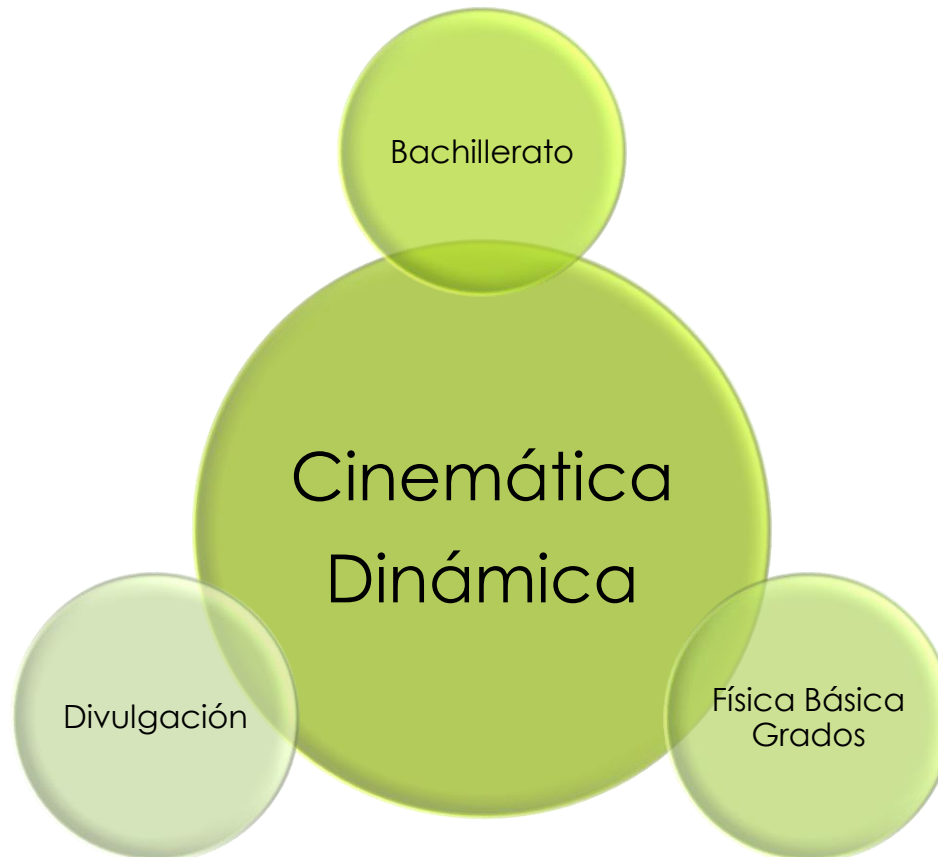 Bachillerato
Cinemática
Dinámica
Divulgación
Física Básica
Grados